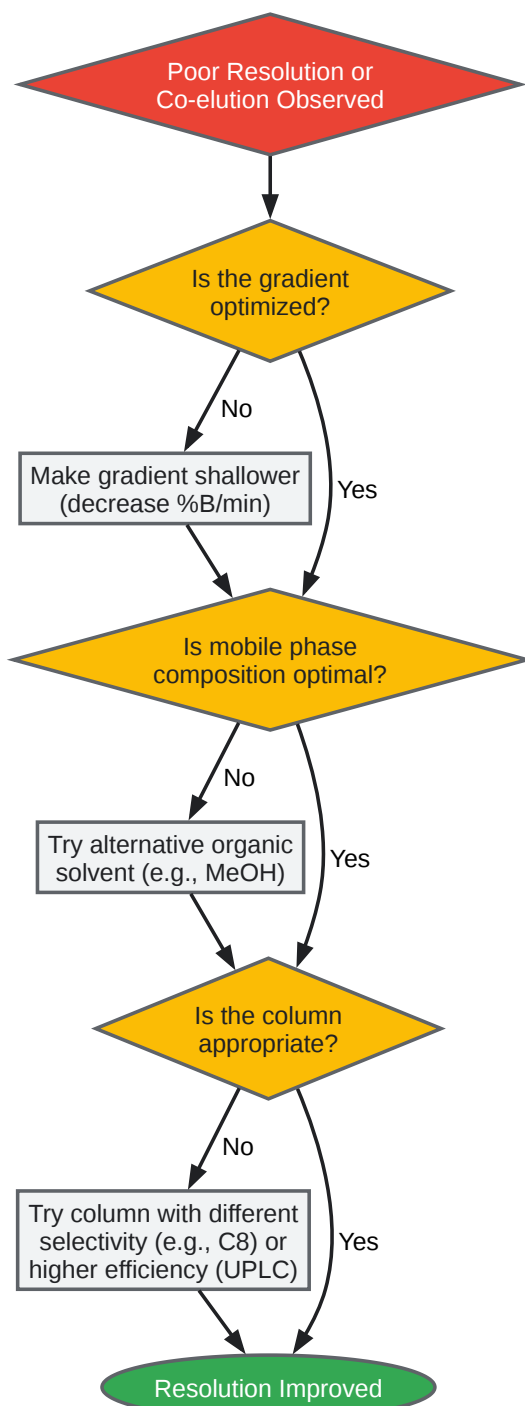 Poor Resolution or
Co-elution Observed
Is the gradient
optimized?
No
Make gradient shallower
(decrease %B/min)
Yes
Is mobile phase
composition optimal?
No
Try alternative organic
solvent (e.g., MeOH)
Yes
Is the column
appropriate?
No
Try column with different
selectivity (e.g., C8) or
higher efficiency (UPLC)
Yes
Resolution Improved